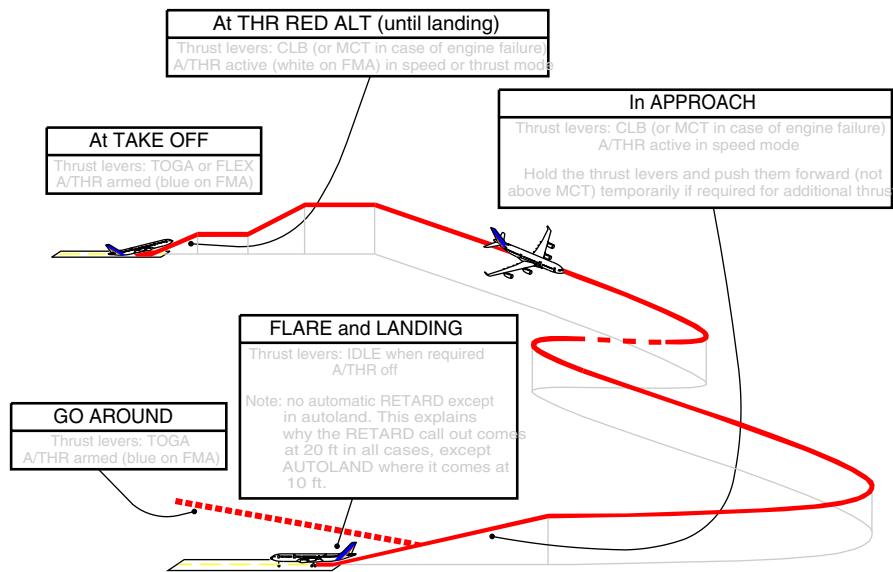 At THR RED ALT (until landing)
Thrust levers: CLB (or MCT in case of engine failure)
A/THR active (white on FMA) in speed or thrust mode
At TAKE OFF
Thrust levers: TOGA or FLEX
A/THR armed (blue on FMA)
In APPROACH
Thrust levers: CLB (or MCT in case of engine failure)
A/THR active in speed mode
Hold the thrust levers and push them forward (not
above MCT) temporarily if required for additional thrus
FLARE and LANDING
Thrust levers: IDLE when required
A/THR off
Note: no automatic RETARD except
in autoland. This explains
why the RETARD call out comes
at 20 ft in all cases, except
AUTOLAND where it comes at
10 ft.
GO AROUND
Thrust levers: TOGA
A/THR armed (blue on FMA)